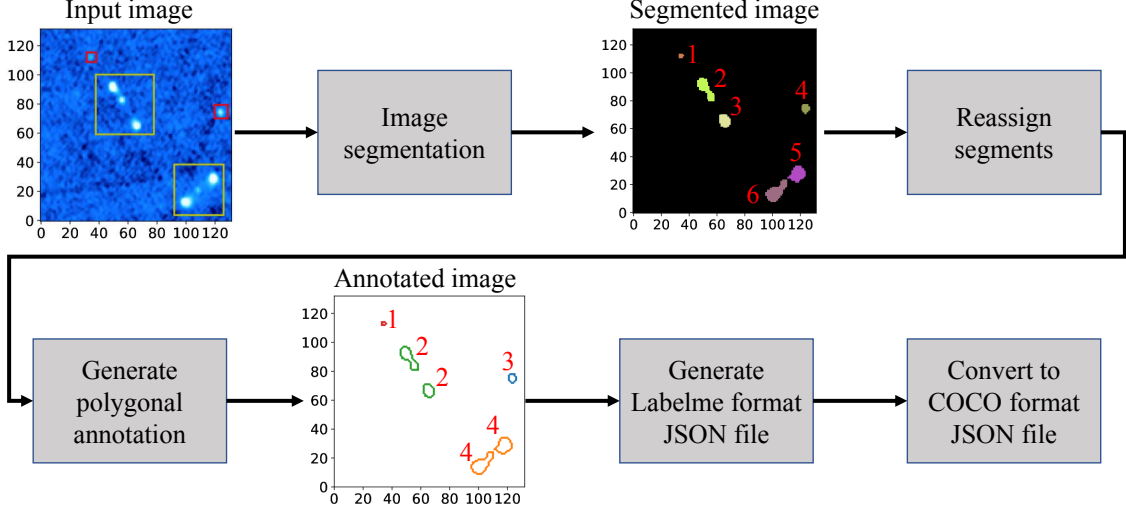 Input image
120
100
80
60
40
20
0
0 20 40 60 80 100 120
Image
segmentation
Segmented image
120
100
80
60
40
20
0
0 20 40 60 80 100 120
1
2
3
4
5
6
Reassign
segments
Generate
polygonal
annotation
Annotated image
120
100
80
60
40
20
0
0 20 40 60 80 100 120
1
2
2
3
4
4
Generate
Labelme format
JSON file
Convert to
COCO format
JSON file